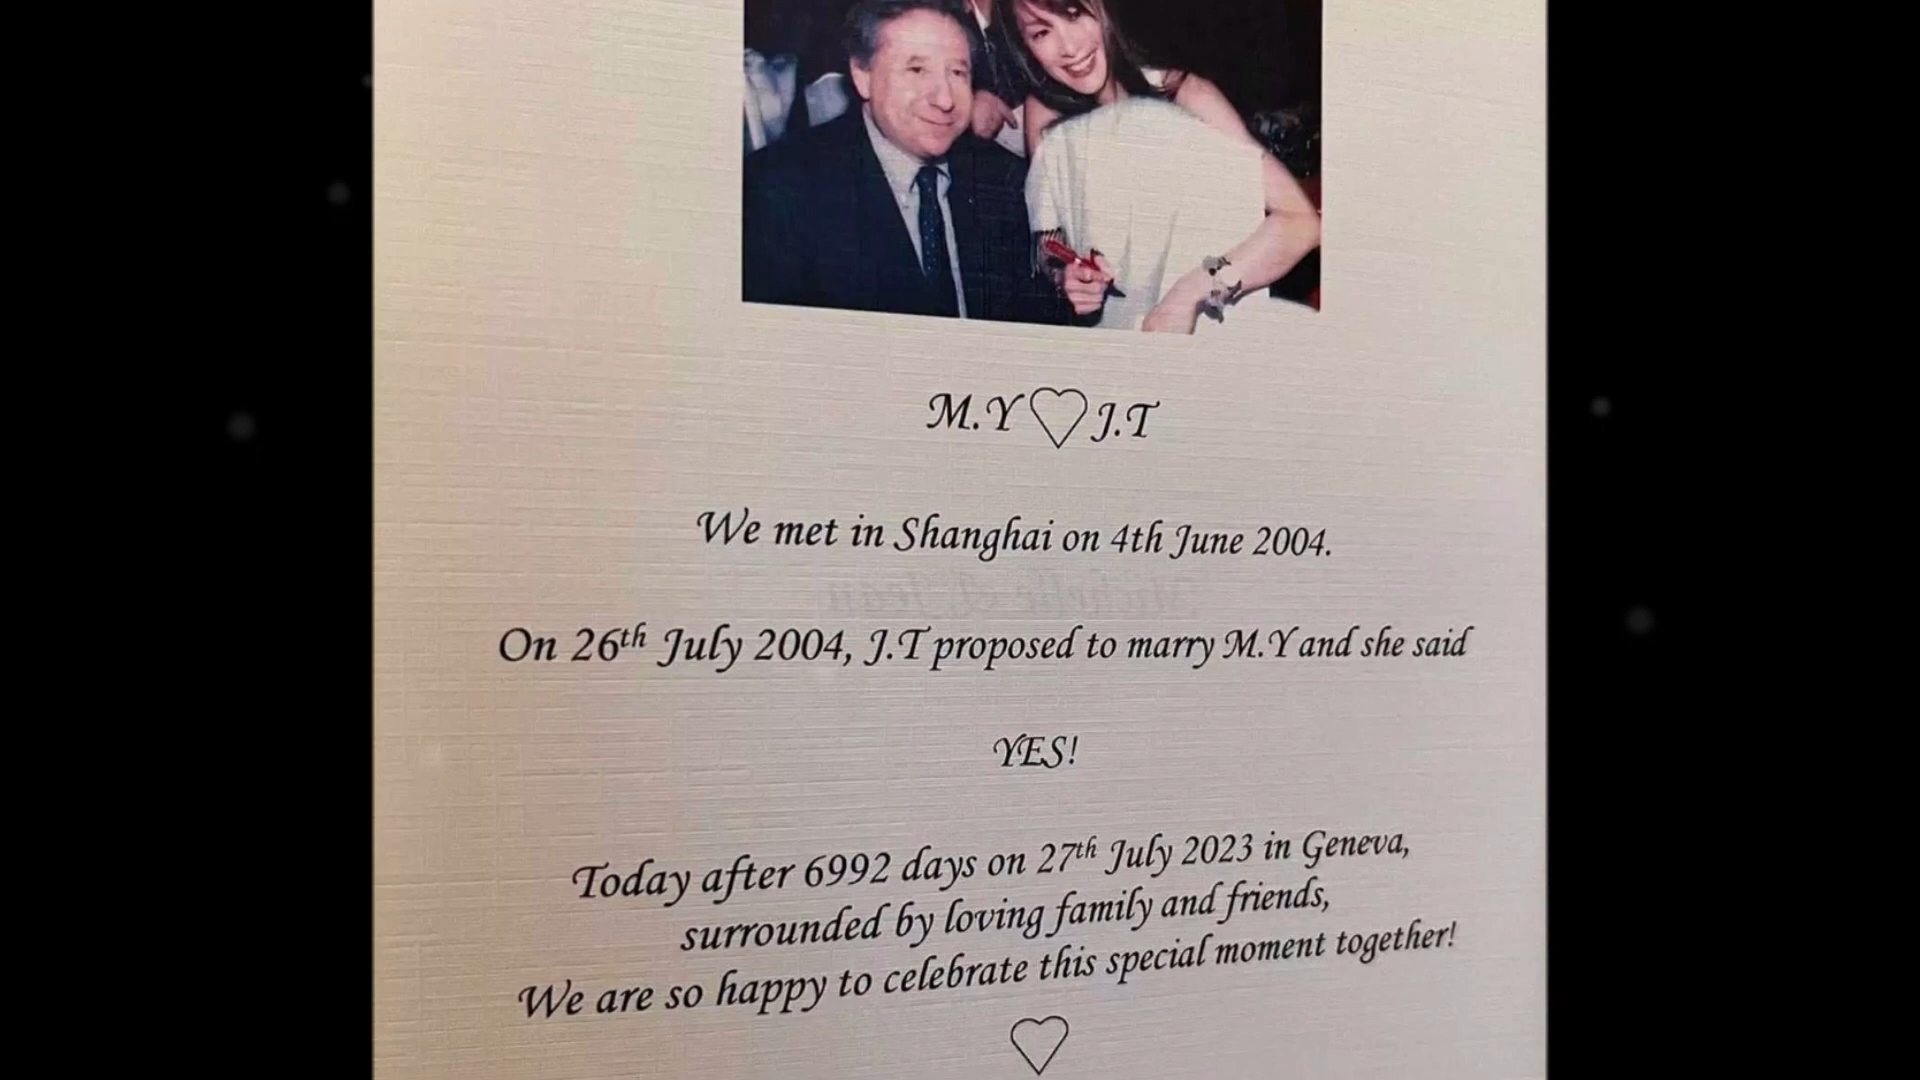 M.Y♡J.T
We met in Shanghai on 4th June 2004.
Michelle & Jean
On 26th July 2004, J.T proposed to marry M.Y and she said
YES!
Today after 6992 days on 27th July 2023 in Geneva,
surrounded by loving family and friends,
We are so happy to celebrate this special moment together!
♡